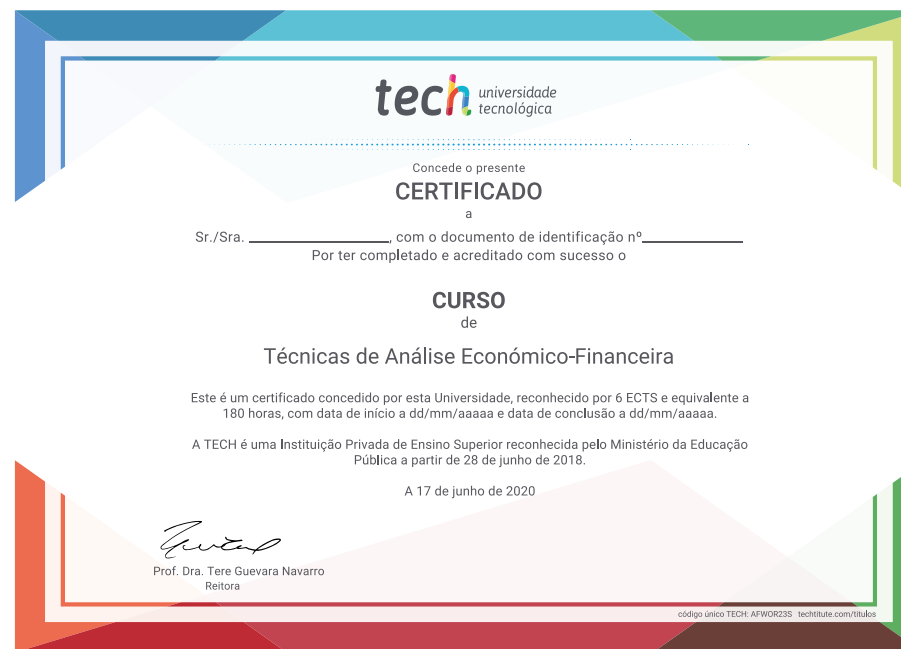 tech universidade
tecnológica
Concede o presente
CERTIFICADO
a
Sr./Sra. ____________, com o documento de identificação nº____________
Por ter completado e acreditado com sucesso o
CURSO
de
Técnicas de Análise Económico-Financeira
Este é um certificado concedido por esta Universidade, reconhecido por 6 ECTS e equivalente a
180 horas, com data de início a dd/mm/aaaaa e data de conclusão a dd/mm/aaaaa.
A TECH é uma Instituição Privada de Ensino Superior reconhecida pelo Ministério da Educação
Pública a partir de 28 de junho de 2018.
A 17 de junho de 2020
Prof. Dra. Tere Guevara Navarro
Reitora
código único TECH: AFWOR23S techtitute.com/titulos